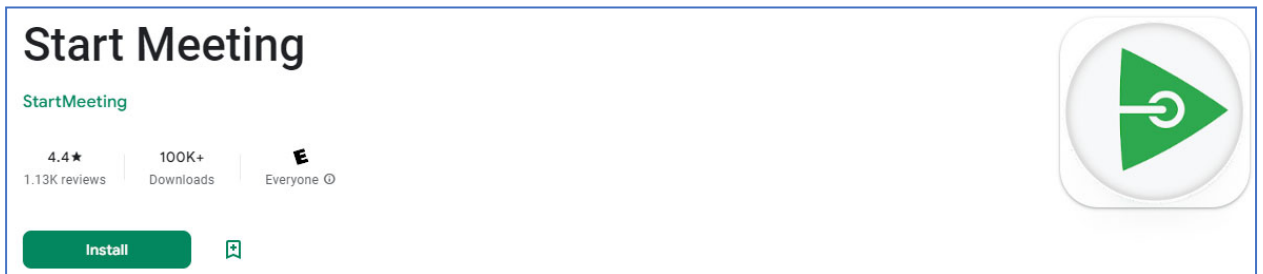 Start Meeting
StartMeeting
4.4★ 100K+ E
1.13K reviews Downloads Everyone
Install